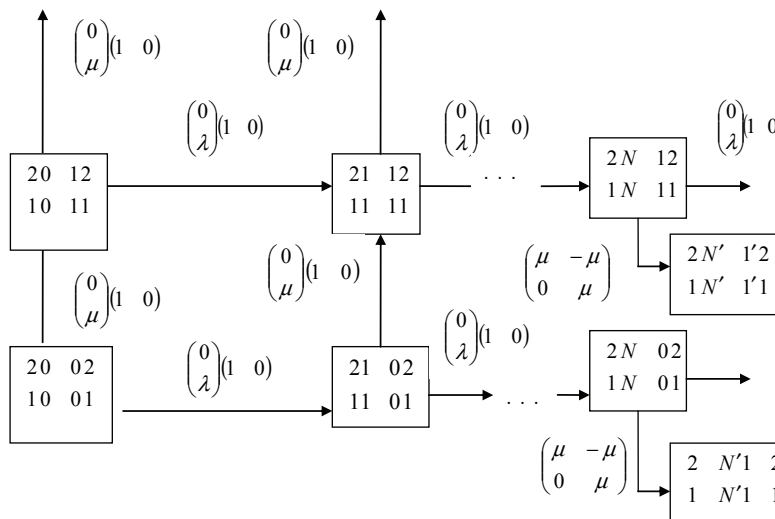 (0 μ)(1 0) (0 μ)(1 0)
(0 λ)(1 0) (0 λ)(1 0) (0 λ)(1 0
20 12 21 12 2N 12
10 11 11 11 . . . 1N 11
(0 μ)(1 0) (0 μ)(1 0) (μ −μ 0 μ) 2N′ 1′2
1N′ 1′1
(0 λ)(1 0) (0 λ)(1 0)
20 02 21 02 2N 02
10 01 11 01 . . . 1N 01
(μ −μ 0 μ) 2 N′1 2
1 N′1 1